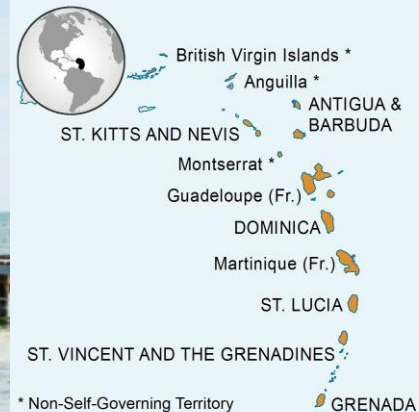 British Virgin Islands *
Anguilla *
ANTIGUA &
BARBUDA
ST. KITTS AND NEVIS
Montserrat *
Guadeloupe (Fr.)
DOMINICA
Martinique (Fr.)
ST. LUCIA
ST. VINCENT AND THE GRENADINES
* Non-Self-Governing Territory
GRENADA